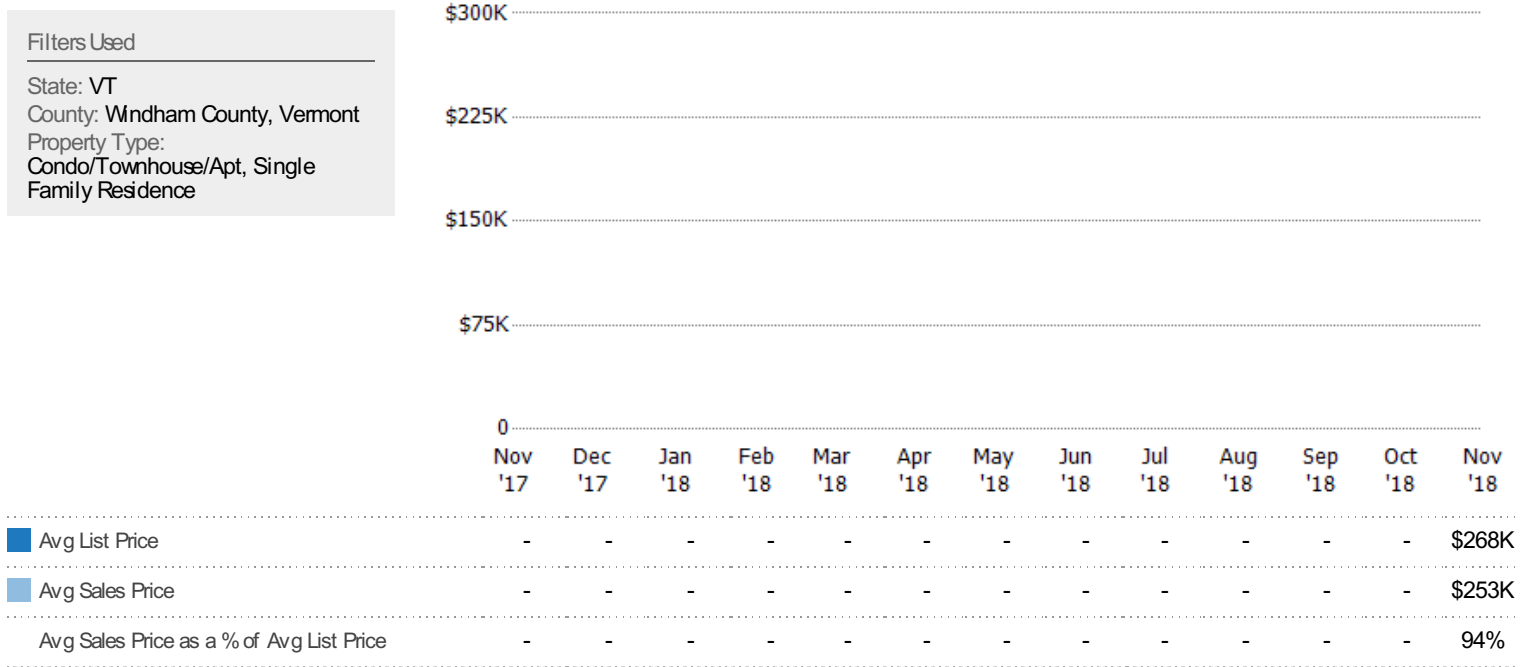 Filters Used
State: VT
County: Windham County, Vermont
Property Type:
Condo/Townhouse/Apt, Single
Family Residence
$300K
$225K
$150K
$75K
0
Nov Dec Jan Feb Mar Apr May Jun Jul Aug Sep Oct Nov
'17 '17 '18 '18 '18 '18 '18 '18 '18 '18 '18 '18 '18
Avg List Price - - - - - - - - - - - - $268K
Avg Sales Price - - - - - - - - - - - - $253K
Avg Sales Price as a % of Avg List Price - - - - - - - - - - - - 94%